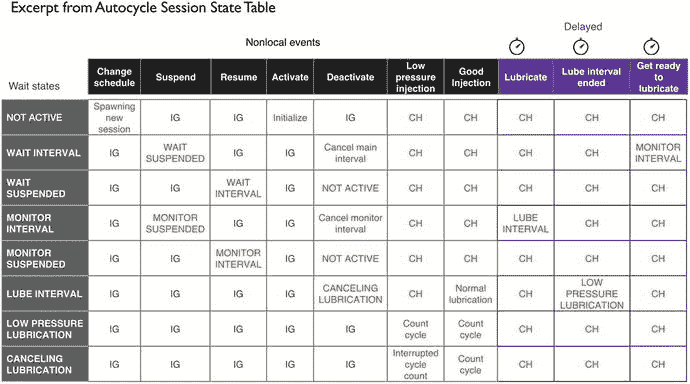 Excerpt from Autocycle Session State Table
Delayed
Nonlocal events
Wait states
Change schedule
Suspend
Resume
Activate
Deactivate
Low pressure injection
Good Injection
Lubricate
Lube interval ended
Get ready to lubricate
NOT ACTIVE
Spawning new session
IG
IG
Initialize
IG
CH
CH
CH
CH
CH
WAIT INTERVAL
IG
WAIT SUSPENDED
IG
IG
Cancel main interval
CH
CH
CH
CH
MONITOR INTERVAL
WAIT SUSPENDED
IG
IG
WAIT INTERVAL
IG
NOT ACTIVE
CH
CH
CH
CH
CH
MONITOR INTERVAL
IG
MONITOR SUSPENDED
IG
IG
Cancel monitor interval
CH
CH
LUBE INTERVAL
CH
CH
MONITOR SUSPENDED
IG
IG
MONITOR INTERVAL
IG
NOT ACTIVE
CH
CH
CH
CH
CH
LUBE INTERVAL
IG
IG
IG
IG
CANCELING LUBRICATION
CH
Normal lubrication
CH
LOW PRESSURE LUBRICATION
CH
LOW PRESSURE LUBRICATION
IG
IG
IG
IG
IG
Count cycle
Count cycle
CH
CH
CH
CANCELING LUBRICATION
IG
IG
IG
IG
IG
Interrupted cycle count
Count cycle
CH
CH
CH